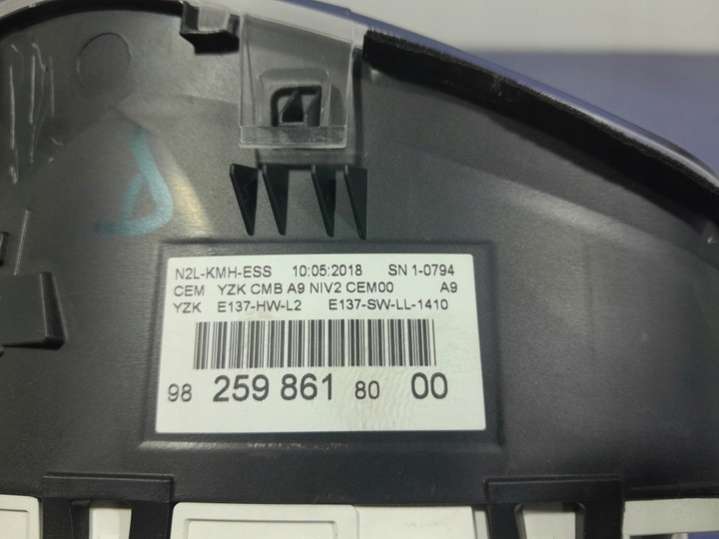 N2L-KMH-ESS 10:05:2018 SN 1-0794
CEM YZK CMB A9 NIV2 CEM00 A9
YZK E137-HW-L2 E137-SW-LL-1410
98 259 861 80 00